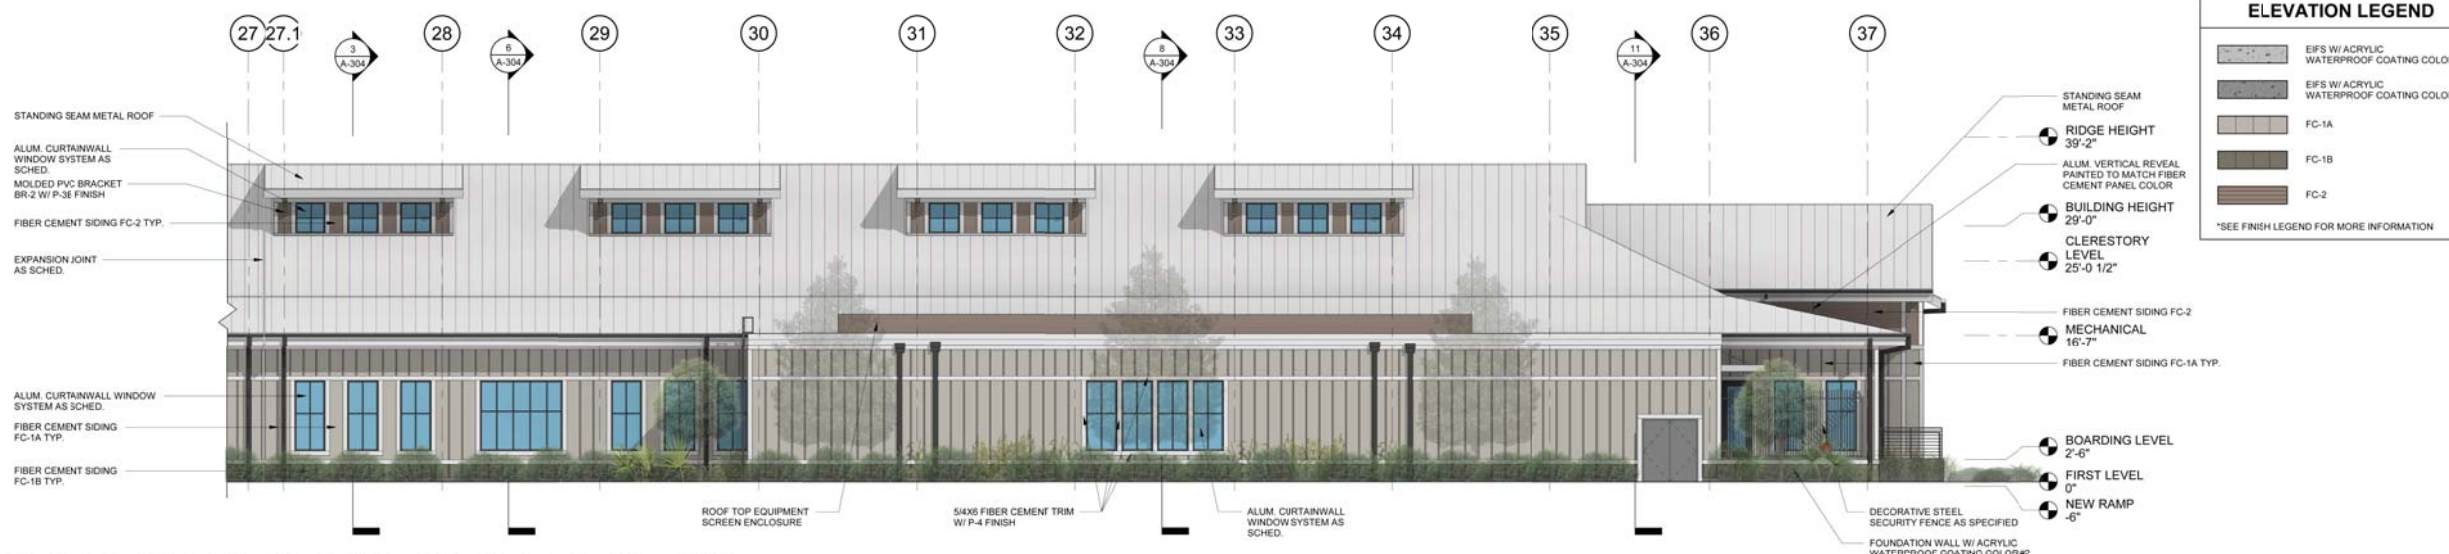 27
27.1
28
29
30
31
32
33
34
35
36
37
3
A-304
6
A-304
8
A-304
11
A-304
STANDING SEAM METAL ROOF
ALUM. CURTAINWALL
WINDOW SYSTEM AS
SCHED.
MOLDED PVC BRACKET
BR-2 W/ P-3B FINISH
FIBER CEMENT SIDING FC-2 TYP.
EXPANSION JOINT
AS SCHED.
ALUM. CURTAINWALL WINDOW
SYSTEM AS SCHED.
FIBER CEMENT SIDING
FC-1A TYP.
FIBER CEMENT SIDING
FC-1B TYP.
ROOF TOP EQUIPMENT
SCREEN ENCLOSURE
5/4X6 FIBER CEMENT TRIM
W/ P-4 FINISH
ALUM. CURTAINWALL
WINDOW SYSTEM AS
SCHED.
STANDING SEAM
METAL ROOF
RIDGE HEIGHT
39'-2"
ALUM. VERTICAL REVEAL
PAINTED TO MATCH FIBER
CEMENT PANEL COLOR
BUILDING HEIGHT
29'-0"
CLERESTORY
LEVEL
25'-0 1/2"
FIBER CEMENT SIDING FC-2
MECHANICAL
16'-7"
FIBER CEMENT SIDING FC-1A TYP.
BOARDING LEVEL
2'-6"
FIRST LEVEL
0"
NEW RAMP
-6"
DECORATIVE STEEL
SECURITY FENCE AS SPECIFIED
FOUNDATION WALL W/ ACRYLIC
WATERPROOF COATING COLOR#2
ELEVATION LEGEND
EIFS W/ ACRYLIC
WATERPROOF COATING COLO
EIFS W/ ACRYLIC
WATERPROOF COATING COLO
FC-1A
FC-1B
FC-2
*SEE FINISH LEGEND FOR MORE INFORMATION